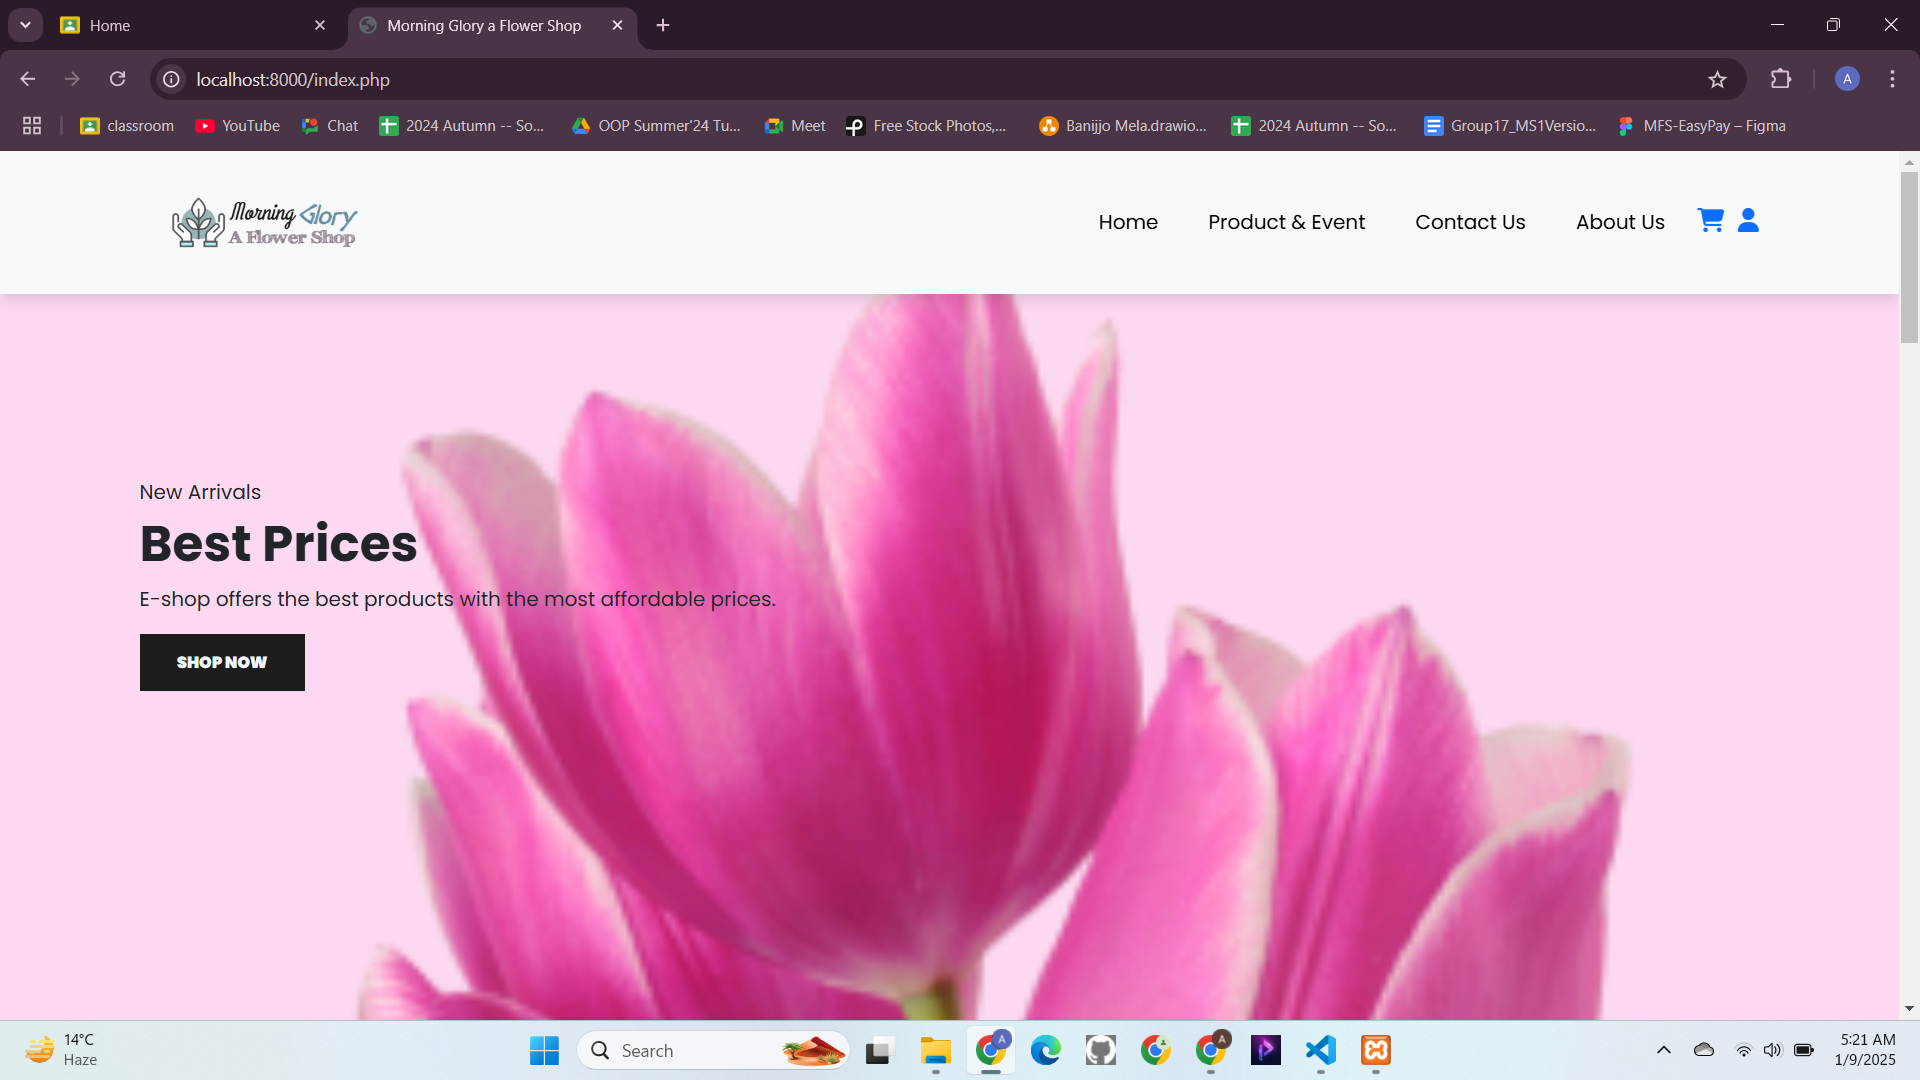 Home
Morning Glory a Flower Shop
localhost:8000/index.php
A
classroom
YouTube
Chat
2024 Autumn -- So...
OOP Summer'24 Tu...
Meet
Free Stock Photos,...
Banijjo Mela.drawio...
2024 Autumn -- So...
Group17_MS1Versio...
MFS-EasyPay – Figma
Morning Glory
A Flower Shop
Home
Product & Event
Contact Us
About Us
New Arrivals
Best Prices
E-shop offers the best products with the most affordable prices.
SHOP NOW
14°C
Haze
Search
A
A
5:21 AM
1/9/2025